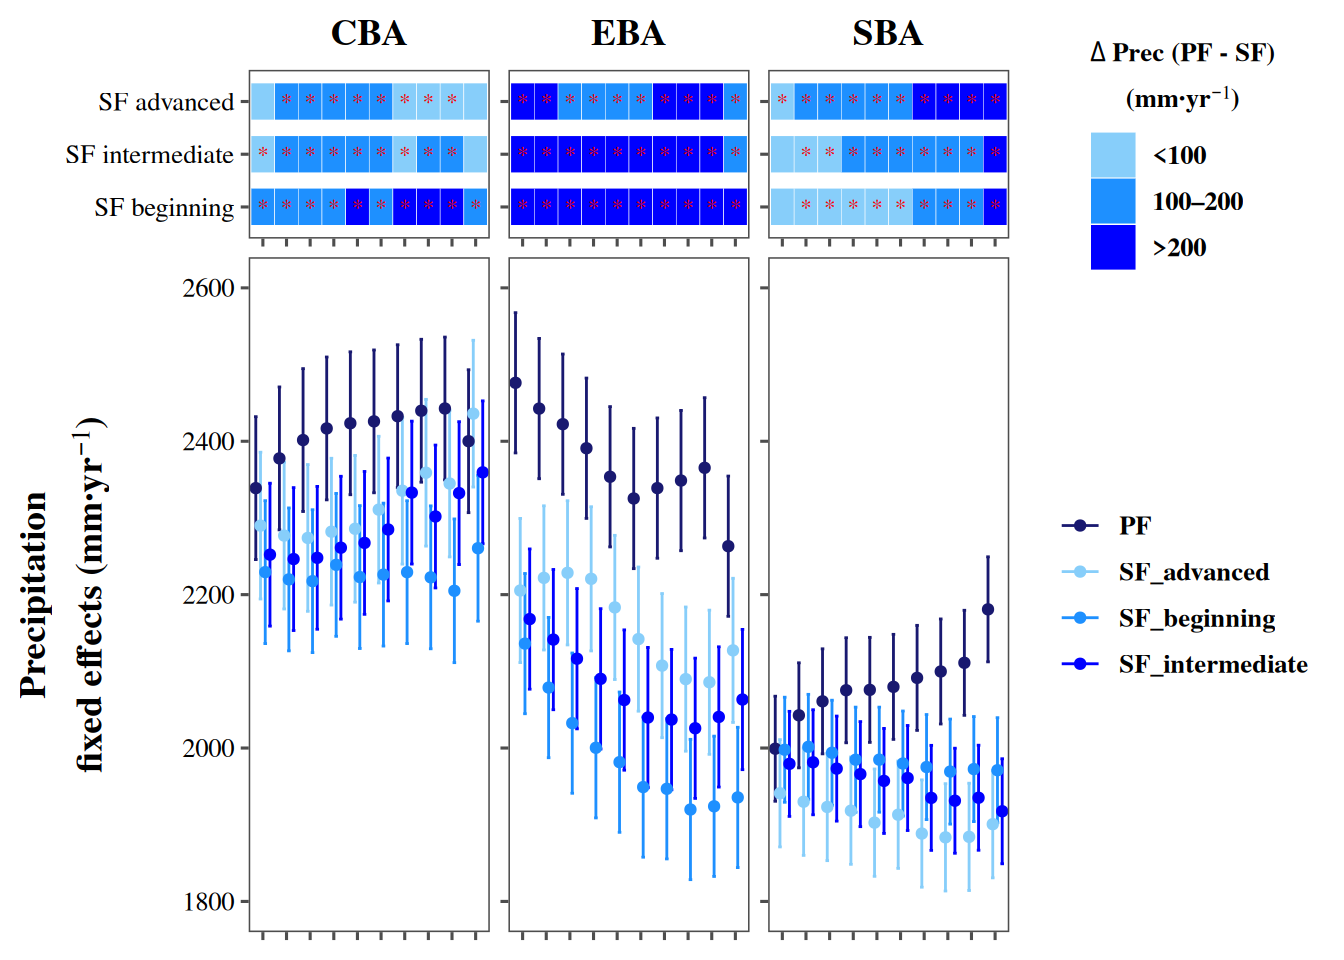 CBA
EBA
SBA
SF advanced
SF intermediate
SF beginning
Δ Prec (PF - SF)
(mm·yr⁻¹)
<100
100–200
>200
Precipitation
fixed effects (mm·yr⁻¹)
2600
2400
2200
2000
1800
PF
SF_advanced
SF_beginning
SF_intermediate